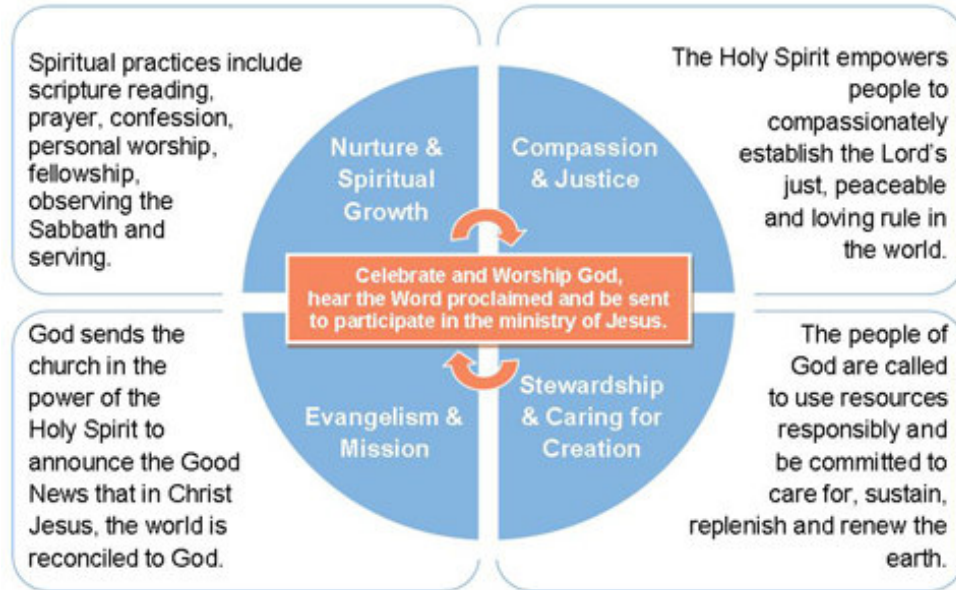 Spiritual practices include
scripture reading,
prayer, confession,
personal worship,
fellowship,
observing the
Sabbath and
serving.
Nurture &
Spiritual
Growth
Compassion
& Justice
The Holy Spirit empowers
people to
compassionately
establish the Lord's
just, peaceable
and loving rule in
the world.
Celebrate and Worship God,
hear the Word proclaimed and be sent
to participate in the ministry of Jesus.
God sends the
church in the
power of the
Holy Spirit to
announce the Good
News that in Christ
Jesus, the world is
reconciled to God.
Evangelism &
Mission
Stewardship
& Caring for
Creation
The people of
God are called
to use resources
responsibly and
be committed to
care for, sustain,
replenish and renew the
earth.